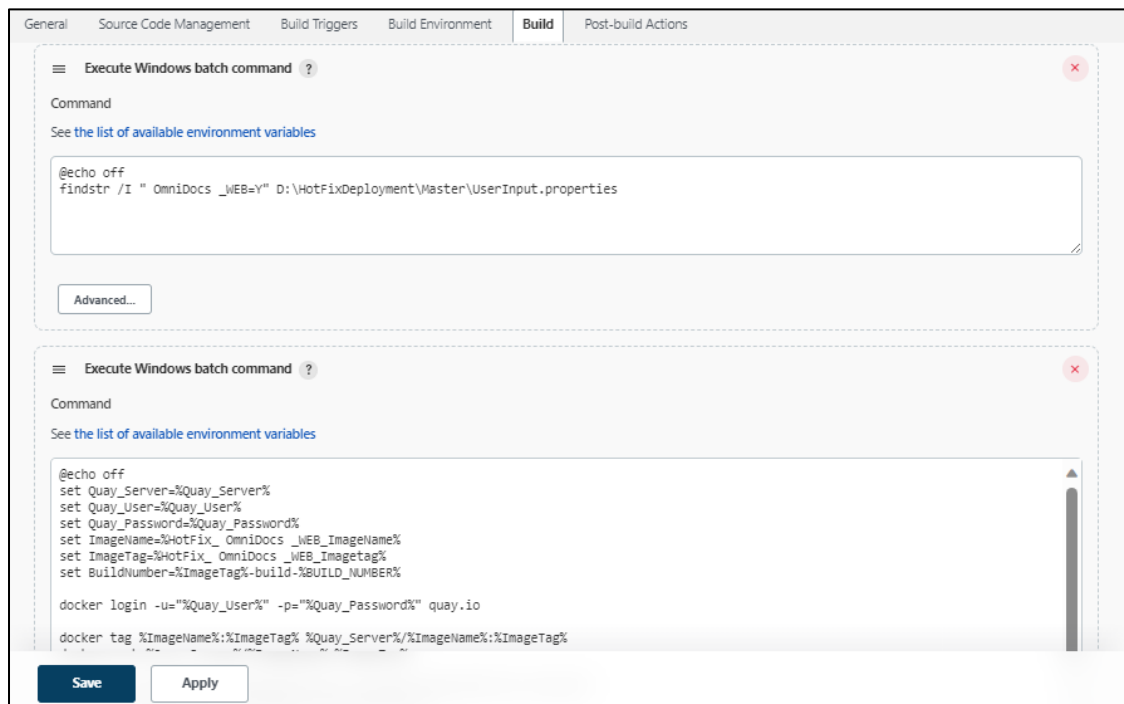 General Source Code Management Build Triggers Build Environment Build Post-build Actions
Execute Windows batch command ?
Command
See the list of available environment variables
@echo off
findstr /I " OmniDocs _WEB=Y" D:\HotFixDeployment\Master\UserInput.properties
Advanced...
Execute Windows batch command ?
Command
See the list of available environment variables
@echo off
set Quay_Server=%Quay_Server%
set Quay_User=%Quay_User%
set Quay_Password=%Quay_Password%
set ImageName=%HotFix_ OmniDocs _WEB_ImageName%
set ImageTag=%HotFix_ OmniDocs _WEB_Imagetag%
set BuildNumber=%ImageTag%-build-%BUILD_NUMBER%
docker login -u="%Quay_User%" -p="%Quay_Password%" quay.io
docker tag %ImageName%:%ImageTag% %Quay_Server%/%ImageName%:%ImageTag%
Save Apply